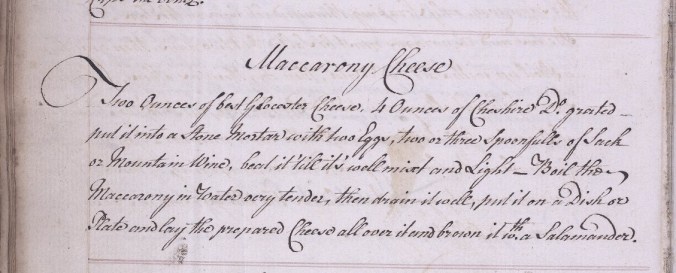 Maccarony Cheese
Two Ounces of best Glocester Cheese. 4 Ounces of Cheshire Do. grated –
put it into a Stone Mortar with two Eggs, two or three Spoonfulls of Sack
or Mountain Wine, beat it 'till it's well mixt and Light – Boil the
Maccarony in Water very tender, then drain it well, put it on a Dish or
Plate and lay the prepared Cheese all over it and brown it wth. a Salamander.